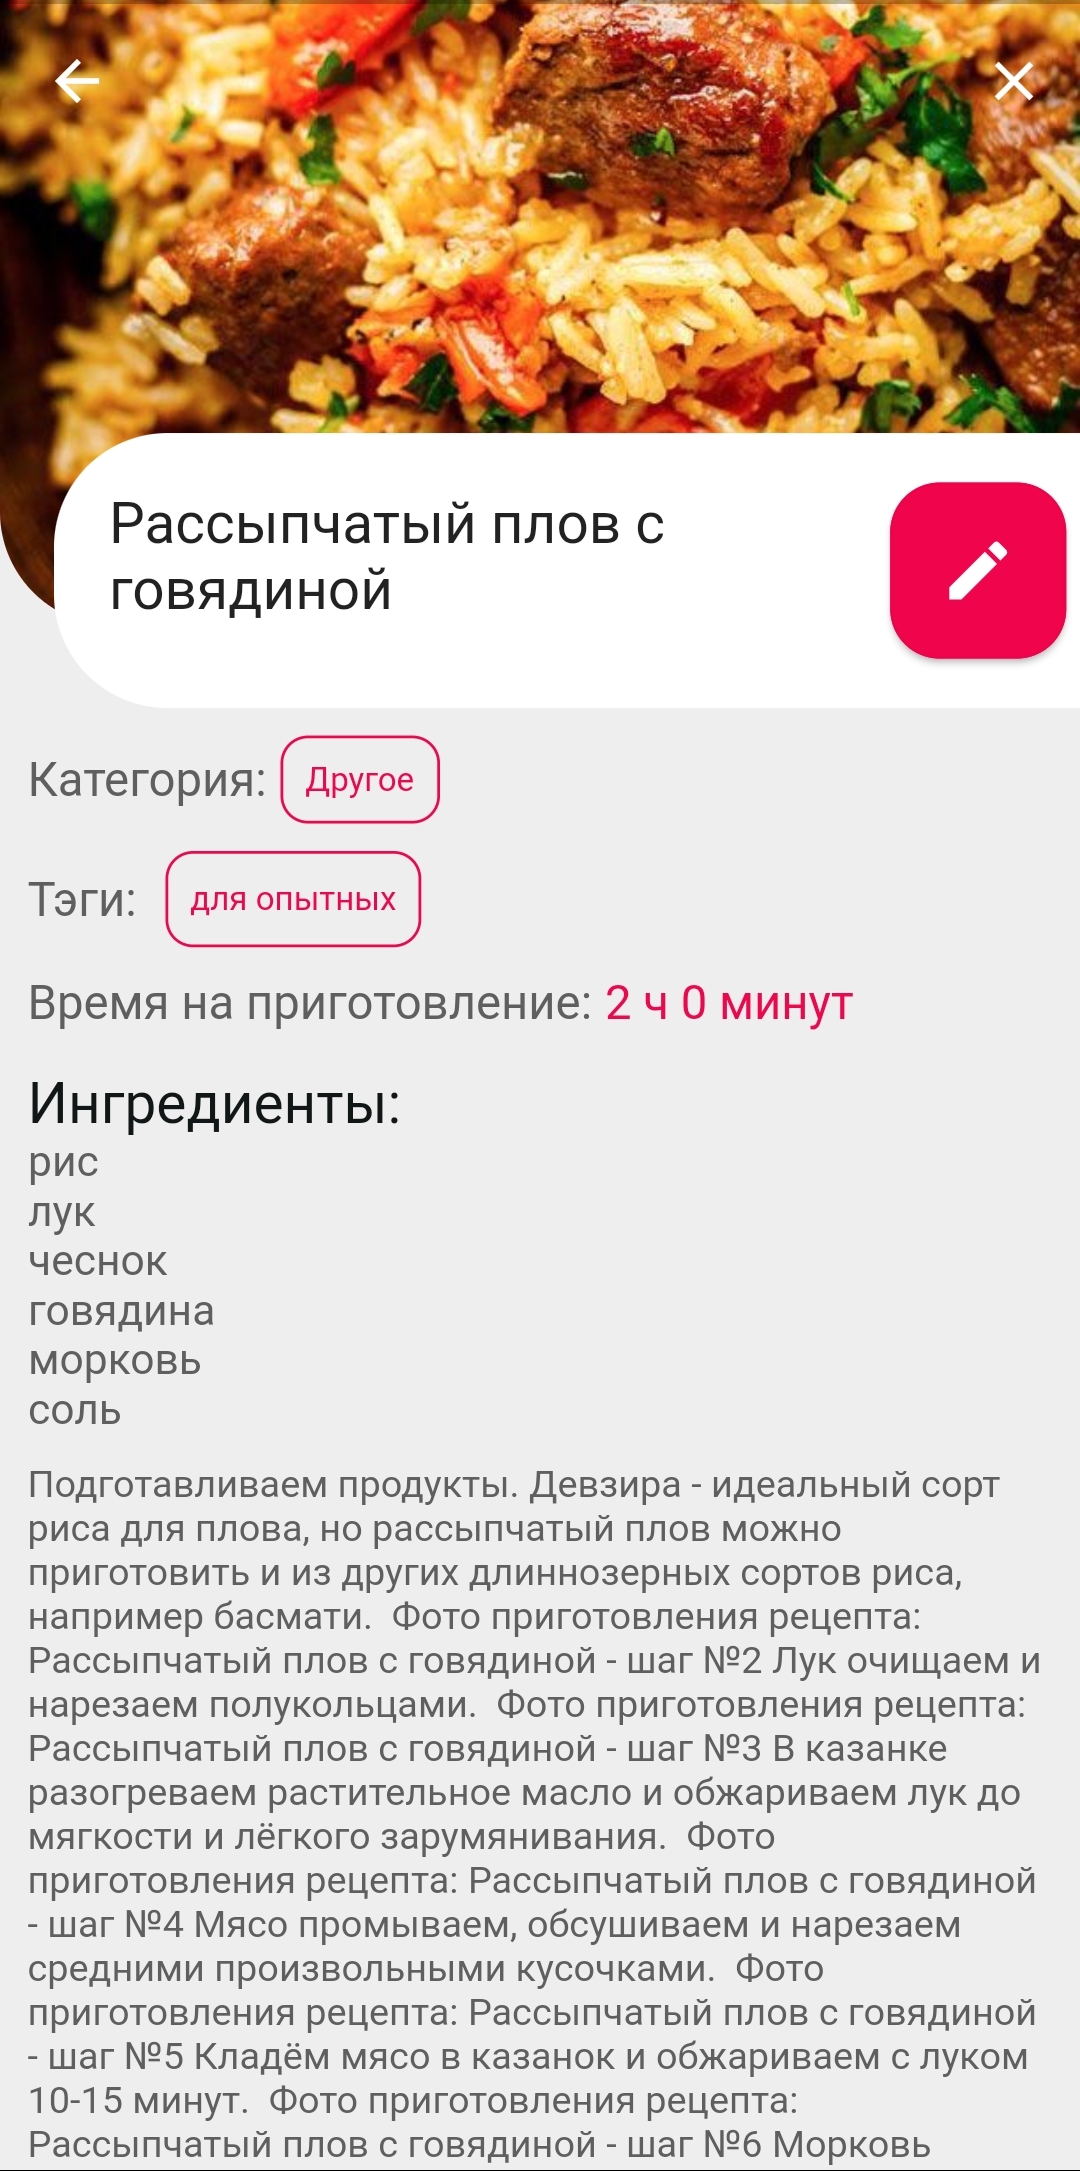 Рассыпчатый плов с
говядиной
Категория: Другое
Тэги: для опытных
Время на приготовление: 2 ч 0 минут
Ингредиенты:
рис
лук
чеснок
говядина
морковь
соль
Подготавливаем продукты. Девзира - идеальный сорт
риса для плова, но рассыпчатый плов можно
приготовить и из других длиннозерных сортов риса,
например басмати.  Фото приготовления рецепта:
Рассыпчатый плов с говядиной - шаг №2 Лук очищаем и
нарезаем полукольцами.  Фото приготовления рецепта:
Рассыпчатый плов с говядиной - шаг №3 В казанке
разогреваем растительное масло и обжариваем лук до
мягкости и лёгкого зарумянивания.  Фото
приготовления рецепта: Рассыпчатый плов с говядиной
- шаг №4 Мясо промываем, обсушиваем и нарезаем
средними произвольными кусочками.  Фото
приготовления рецепта: Рассыпчатый плов с говядиной
- шаг №5 Кладём мясо в казанок и обжариваем с луком
10-15 минут.  Фото приготовления рецепта:
Рассыпчатый плов с говядиной - шаг №6 Морковь